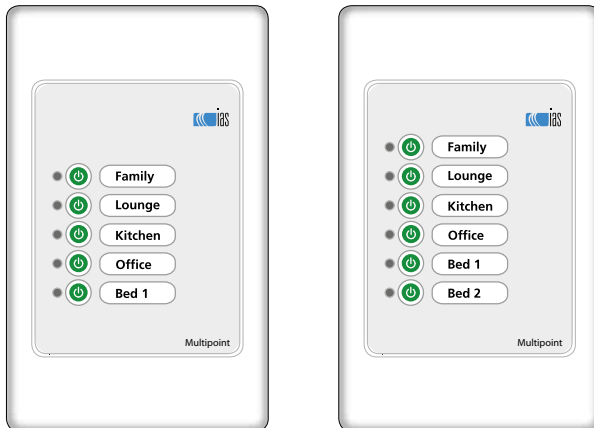 ias
Family
Lounge
Kitchen
Office
Bed 1
Multipoint
ias
Family
Lounge
Kitchen
Office
Bed 1
Bed 2
Multipoint